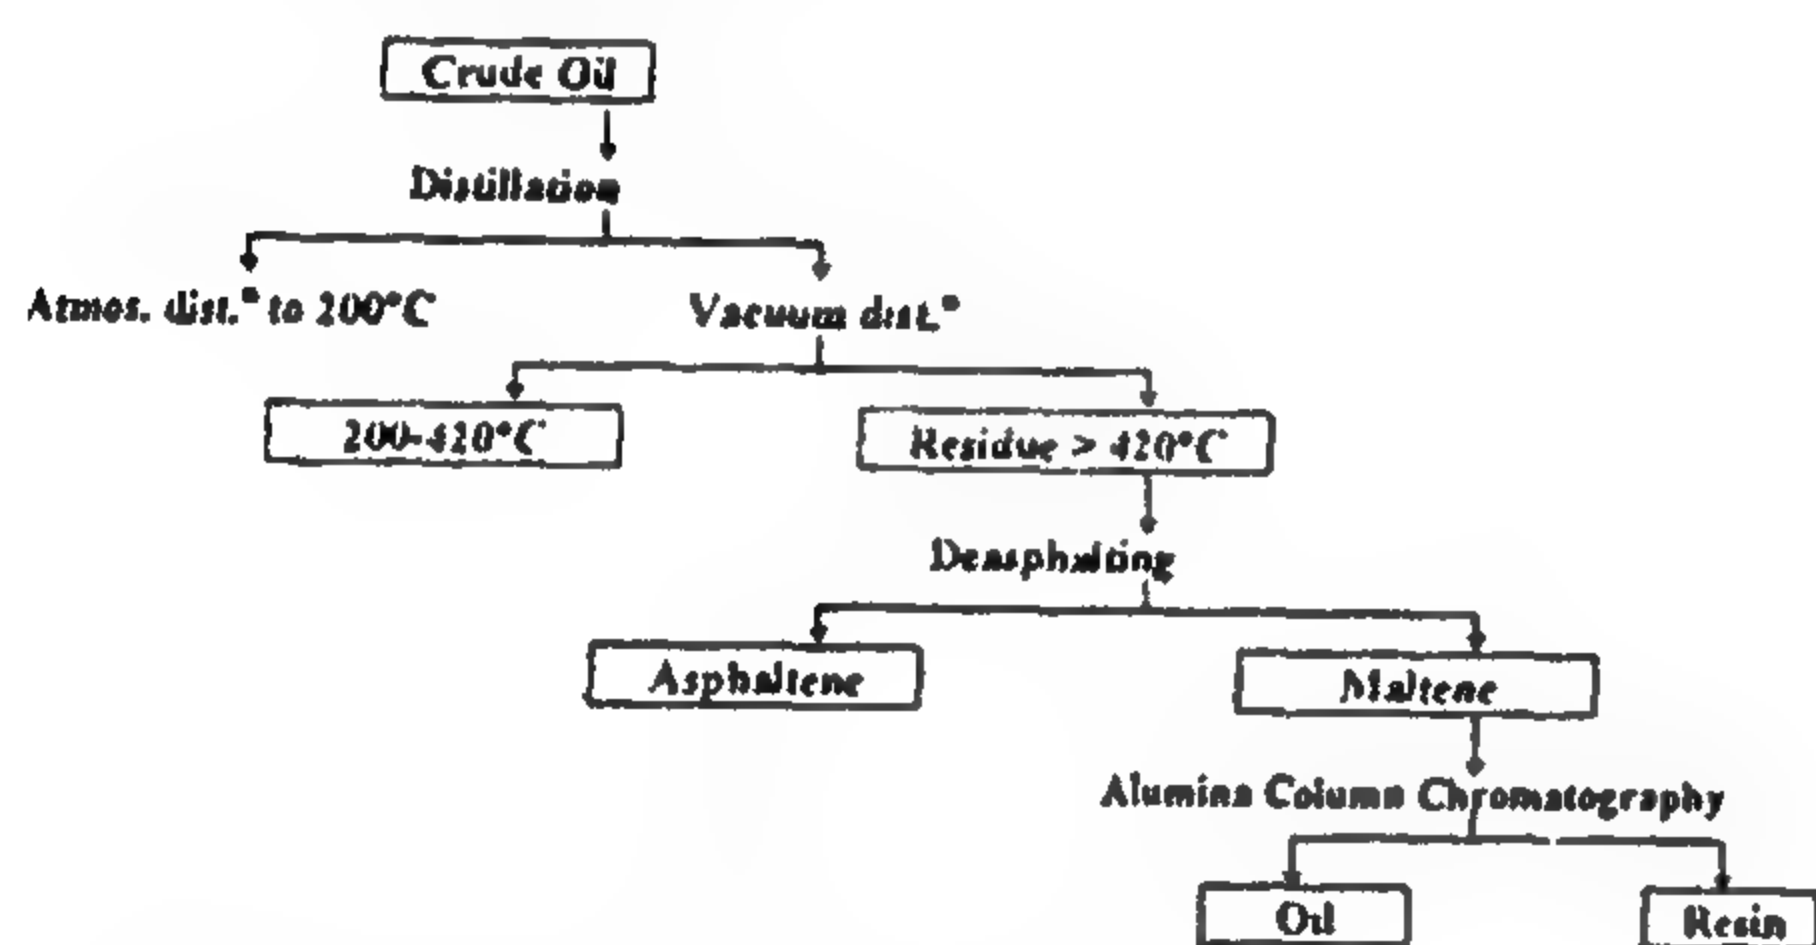 Crude Oil
Distillation
Atmos. dist.* to 200°C
Vacuum dist.*
200-420°C
Residue > 420°C
Deasphalting
Asphaltene
Maltene
Alumina Column Chromatography
Oil
Resin